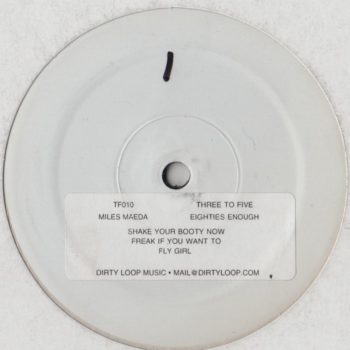 1
TF010 THREE TO FIVE
MILES MAEDA EIGHTIES ENOUGH
SHAKE YOUR BOOTY NOW
FREAK IF YOU WANT TO
FLY GIRL
DIRTY LOOP MUSIC • MAIL@DIRTYLOOP.COM